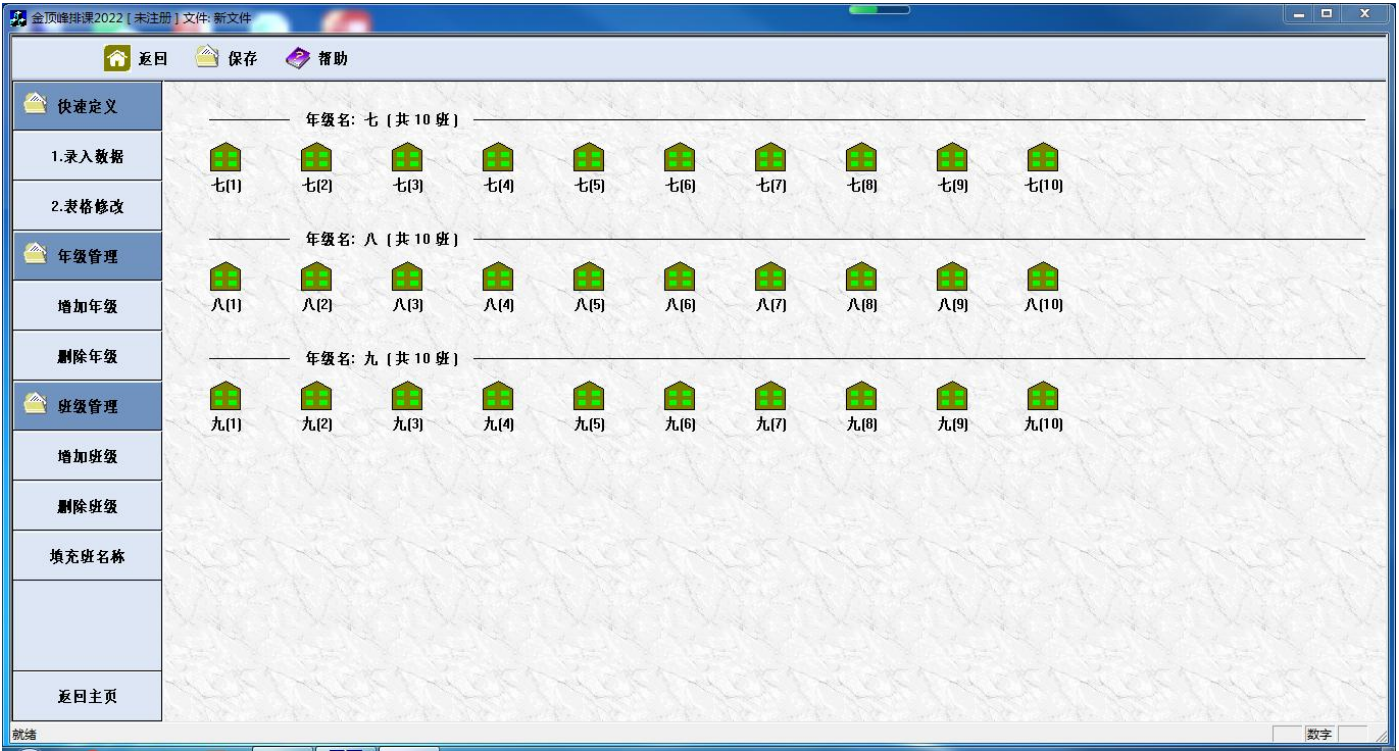 金顶峰排课2022 [ 未注册 ] 文件: 新文件
返回 保存 帮助
快速定义
1.录入数据
2.表格修改
年级管理
增加年级
删除年级
班级管理
增加班级
删除班级
填充班名称
返回主页
年级名: 七 ( 共 10 班 )
七(1) 七(2) 七(3) 七(4) 七(5) 七(6) 七(7) 七(8) 七(9) 七(10)
年级名: 八 ( 共 10 班 )
八(1) 八(2) 八(3) 八(4) 八(5) 八(6) 八(7) 八(8) 八(9) 八(10)
年级名: 九 ( 共 10 班 )
九(1) 九(2) 九(3) 九(4) 九(5) 九(6) 九(7) 九(8) 九(9) 九(10)
就绪 数字